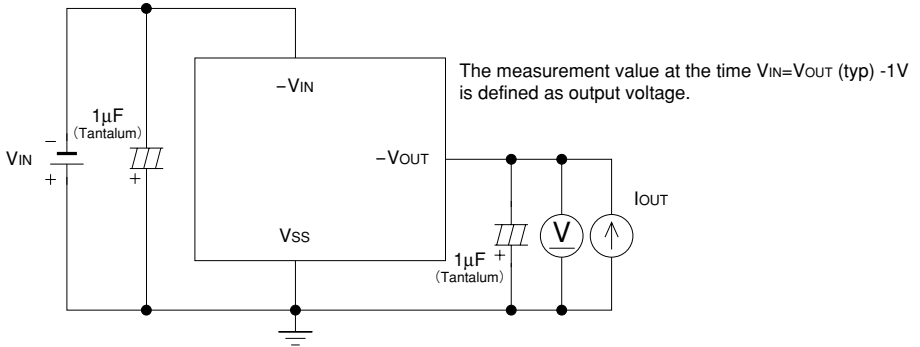 The measurement value at the time VIN=VOUT (typ) -1V
is defined as output voltage.
−VIN
1μF
（Tantalum）
−
VIN
+
+
−VOUT
IOUT
VSS
V
+
1μF
（Tantalum）